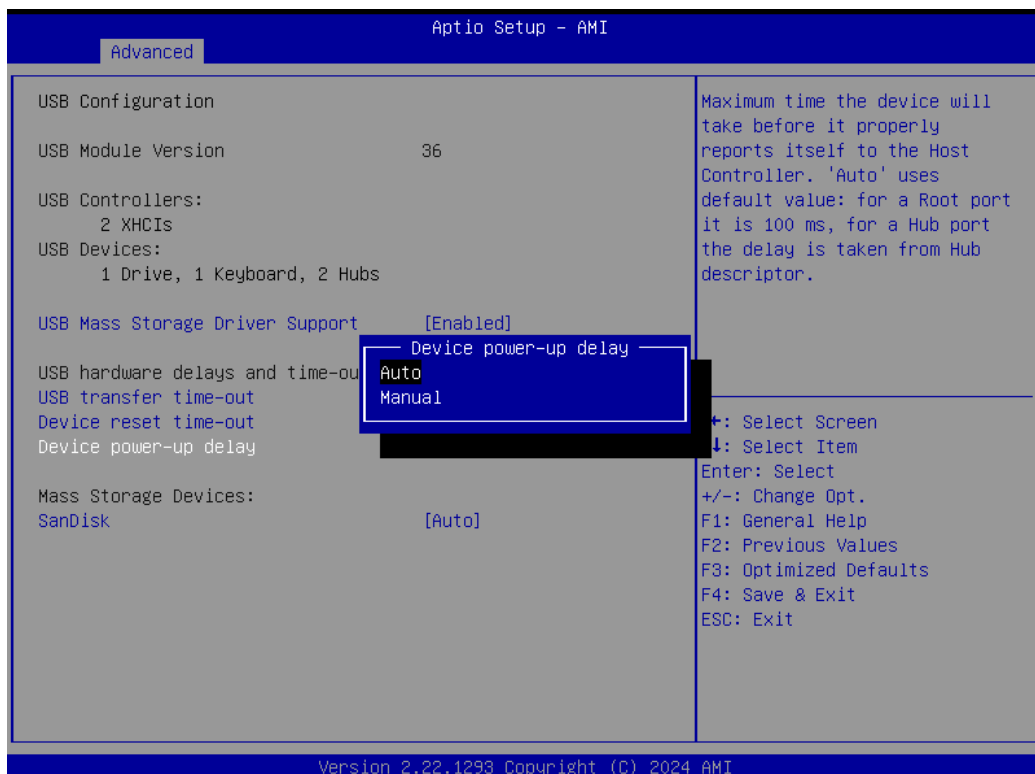 Aptio Setup – AMI
Advanced
USB Configuration
USB Module Version 36
USB Controllers:
2 XHCIs
USB Devices:
1 Drive, 1 Keyboard, 2 Hubs
USB Mass Storage Driver Support [Enabled]
USB hardware delays and time-ou
USB transfer time-out
Device reset time-out
Device power-up delay
Mass Storage Devices:
SanDisk [Auto]
Device power-up delay
Auto
Manual
Maximum time the device will
take before it properly
reports itself to the Host
Controller. 'Auto' uses
default value: for a Root port
it is 100 ms, for a Hub port
the delay is taken from Hub
descriptor.
←: Select Screen
↓: Select Item
Enter: Select
+/-: Change Opt.
F1: General Help
F2: Previous Values
F3: Optimized Defaults
F4: Save & Exit
ESC: Exit
Version 2.22.1293 Copyright (C) 2024 AMI